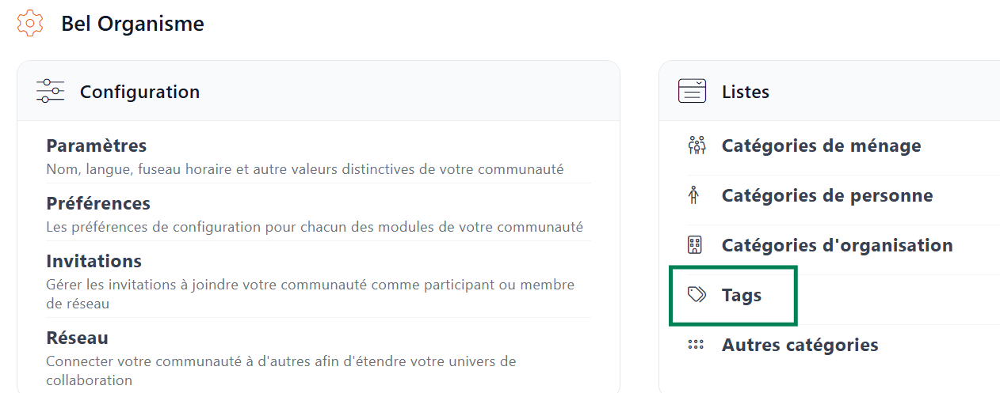 Bel Organisme
Configuration
Paramètres
Nom, langue, fuseau horaire et autre valeurs distinctives de votre communauté
Préférences
Les préférences de configuration pour chacun des modules de votre communauté
Invitations
Gérer les invitations à joindre votre communauté comme participant ou membre
de réseau
Réseau
Connecter votre communauté à d'autres afin d'étendre votre univers de
collaboration
Listes
Catégories de ménage
Catégories de personne
Catégories d'organisation
Tags
Autres catégories